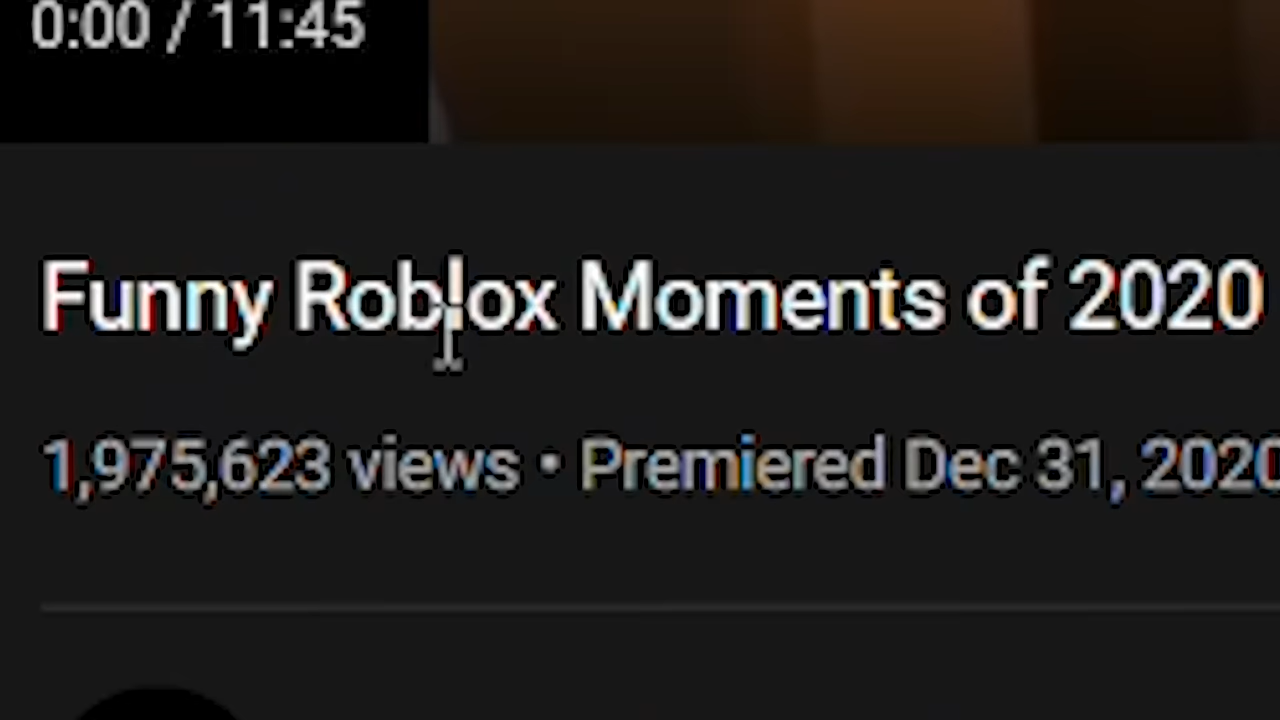 0:00 / 11:45
Funny Roblox Moments of 2020
1,975,623 views • Premiered Dec 31, 2020